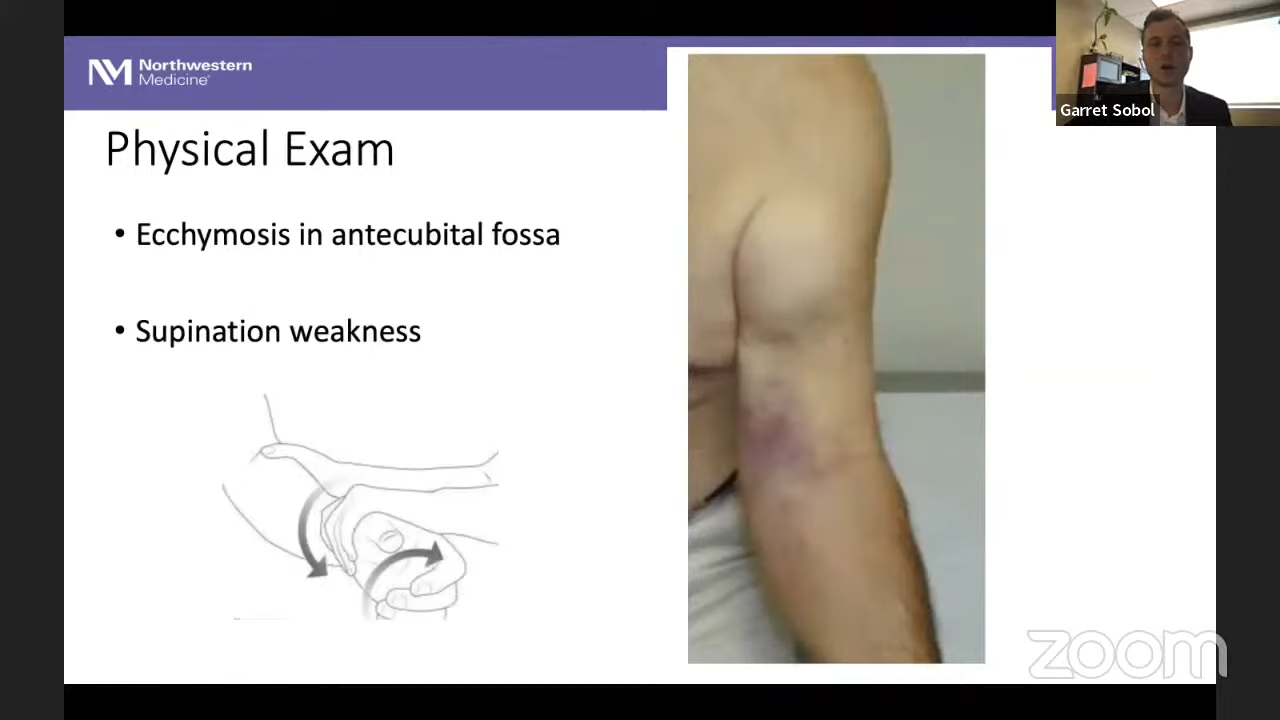 Northwestern
Medicine
Physical Exam
• Ecchymosis in antecubital fossa
• Supination weakness
Garret Sobol
zoom